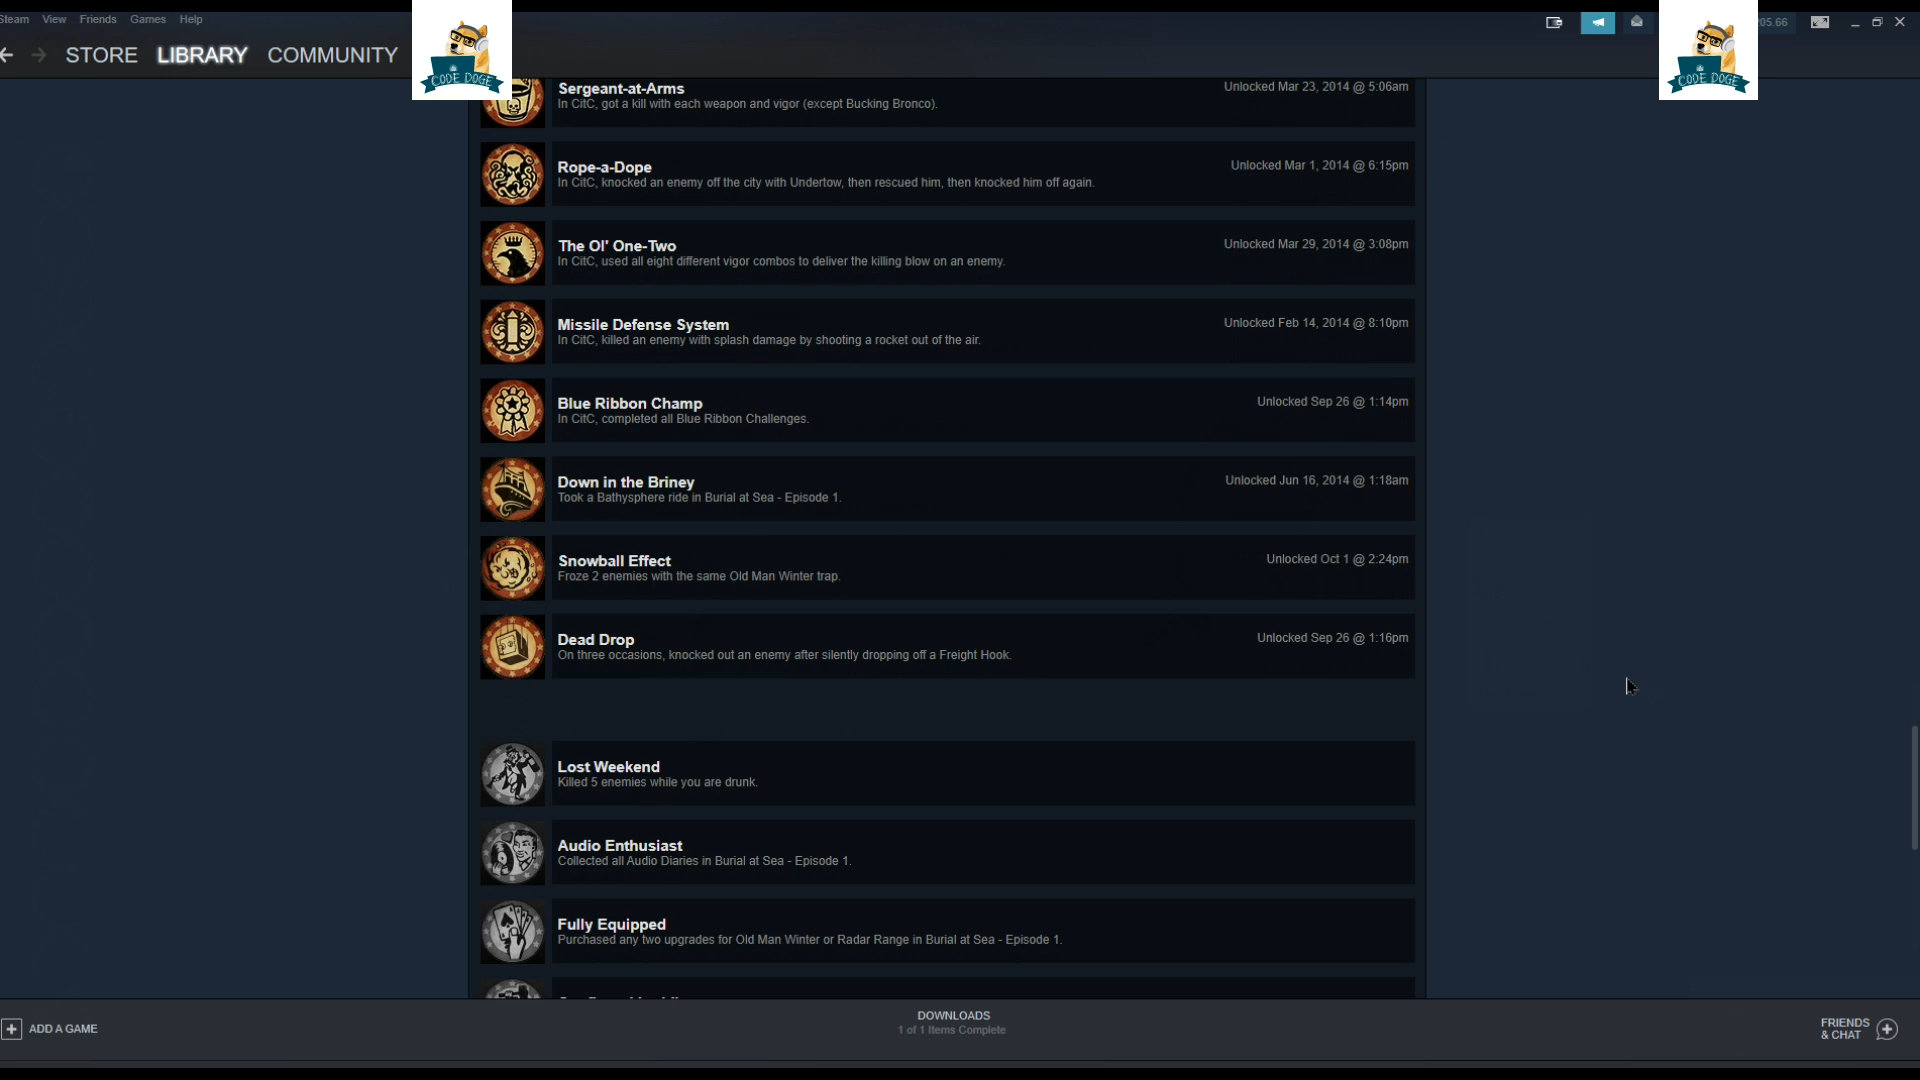 Steam View Friends Games Help
05.66
STORE LIBRARY COMMUNITY
CODE DOGE
CODE DOGE
Sergeant-at-Arms
Unlocked Mar 23, 2014 @ 5:06am
In CitC, got a kill with each weapon and vigor (except Bucking Bronco).
Rope-a-Dope
Unlocked Mar 1, 2014 @ 6:15pm
In CitC, knocked an enemy off the city with Undertow, then rescued him, then knocked him off again.
The Ol' One-Two
Unlocked Mar 29, 2014 @ 3:08pm
In CitC, used all eight different vigor combos to deliver the killing blow on an enemy.
Missile Defense System
Unlocked Feb 14, 2014 @ 8:10pm
In CitC, killed an enemy with splash damage by shooting a rocket out of the air.
Blue Ribbon Champ
Unlocked Sep 26 @ 1:14pm
In CitC, completed all Blue Ribbon Challenges.
Down in the Briney
Unlocked Jun 16, 2014 @ 1:18am
Took a Bathysphere ride in Burial at Sea - Episode 1.
Snowball Effect
Unlocked Oct 1 @ 2:24pm
Froze 2 enemies with the same Old Man Winter trap.
Dead Drop
Unlocked Sep 26 @ 1:16pm
On three occasions, knocked out an enemy after silently dropping off a Freight Hook.
Lost Weekend
Killed 5 enemies while you are drunk.
Audio Enthusiast
Collected all Audio Diaries in Burial at Sea - Episode 1.
Fully Equipped
Purchased any two upgrades for Old Man Winter or Radar Range in Burial at Sea - Episode 1.
ADD A GAME
DOWNLOADS
1 of 1 Items Complete
FRIENDS
& CHAT